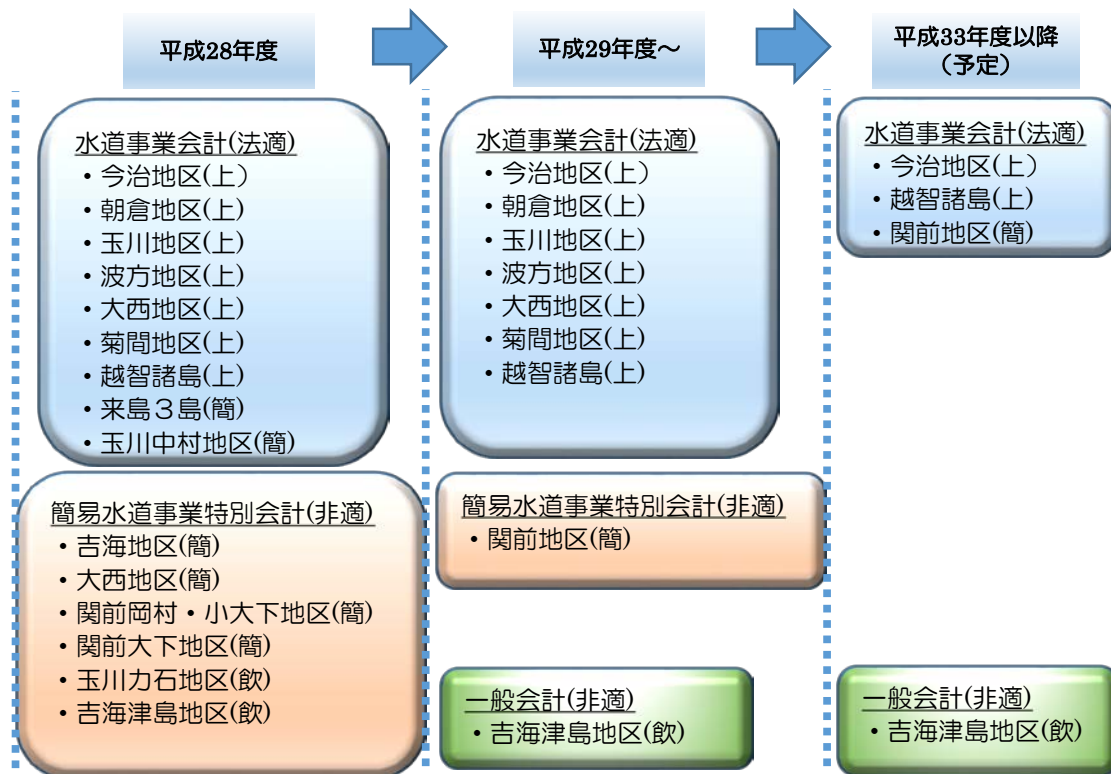 平成28年度
平成29年度～
平成33年度以降
（予定）
水道事業会計(法適)
・今治地区(上）
・朝倉地区(上)
・玉川地区(上)
・波方地区(上)
・大西地区(上)
・菊間地区(上)
・越智諸島(上)
・来島３島(簡)
・玉川中村地区(簡)
簡易水道事業特別会計(非適)
・吉海地区(簡)
・大西地区(簡)
・関前岡村・小大下地区(簡)
・関前大下地区(簡)
・玉川力石地区(飲)
・吉海津島地区(飲)
水道事業会計(法適)
・今治地区(上）
・朝倉地区(上)
・玉川地区(上)
・波方地区(上)
・大西地区(上)
・菊間地区(上)
・越智諸島(上)
簡易水道事業特別会計(非適)
・関前地区(簡)
一般会計(非適)
・吉海津島地区(飲)
水道事業会計(法適)
・今治地区(上）
・越智諸島(上)
・関前地区(簡)
一般会計(非適)
・吉海津島地区(飲)